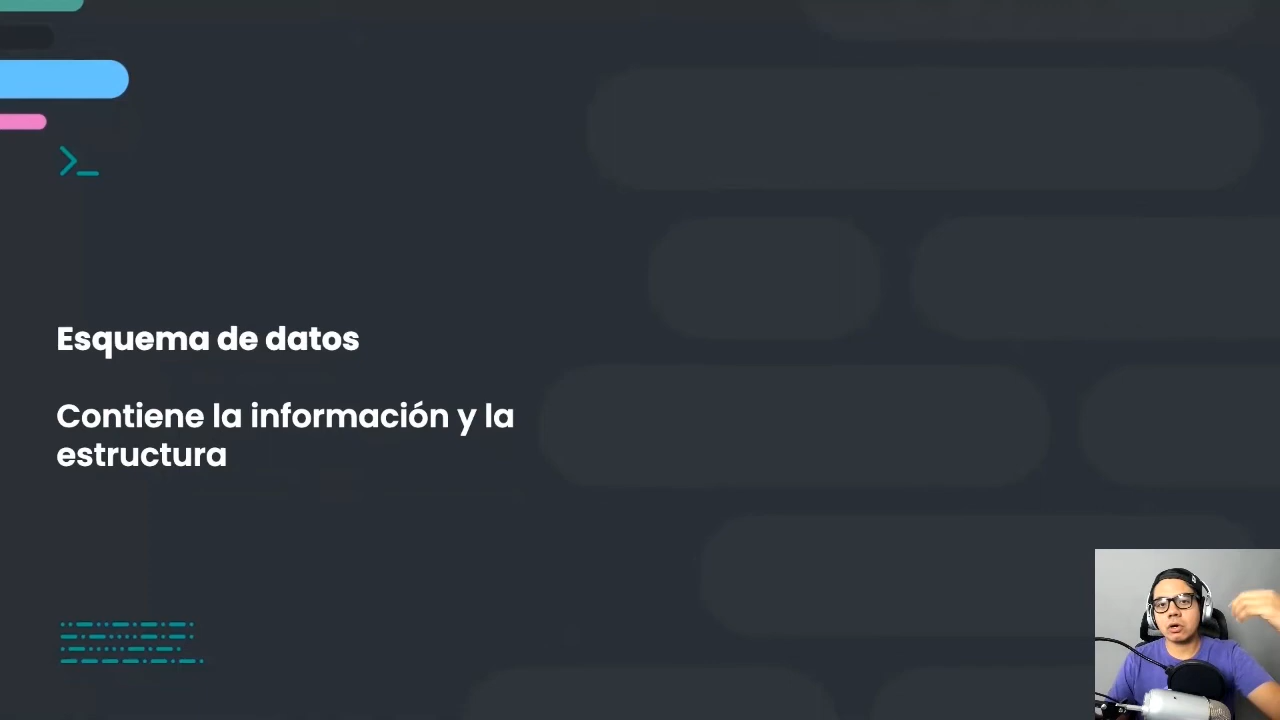 Esquema de datos
Contiene la información y la
estructura